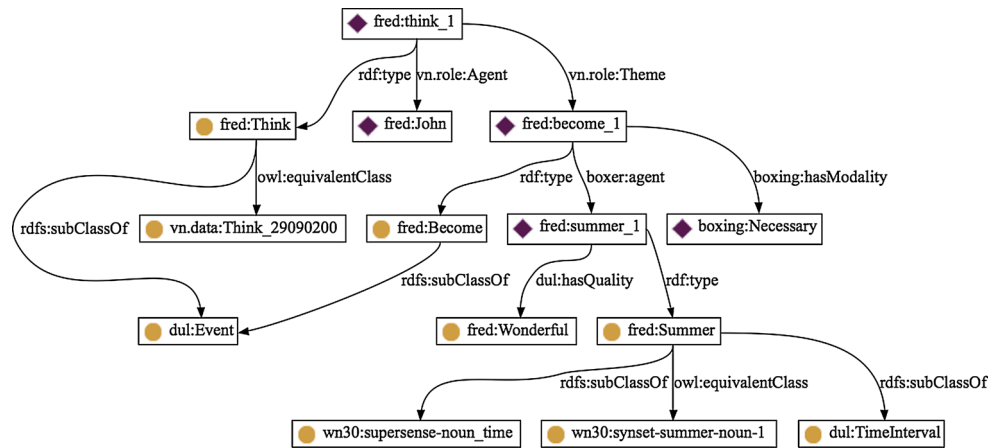 fred:think_1
rdf:type vn.role:Agent vn.role:Theme
fred:Think fred:John fred:become_1
owl:equivalentClass rdf:type boxer:agent boxing:hasModality
rdfs:subClassOf vn.data:Think_29090200 fred:Become fred:summer_1 boxing:Necessary
rdfs:subClassOf dul:hasQuality rdf:type
dul:Event fred:Wonderful fred:Summer
rdfs:subClassOf owl:equivalentClass rdfs:subClassOf
wn30:supersense-noun_time wn30:synset-summer-noun-1 dul:TimeInterval